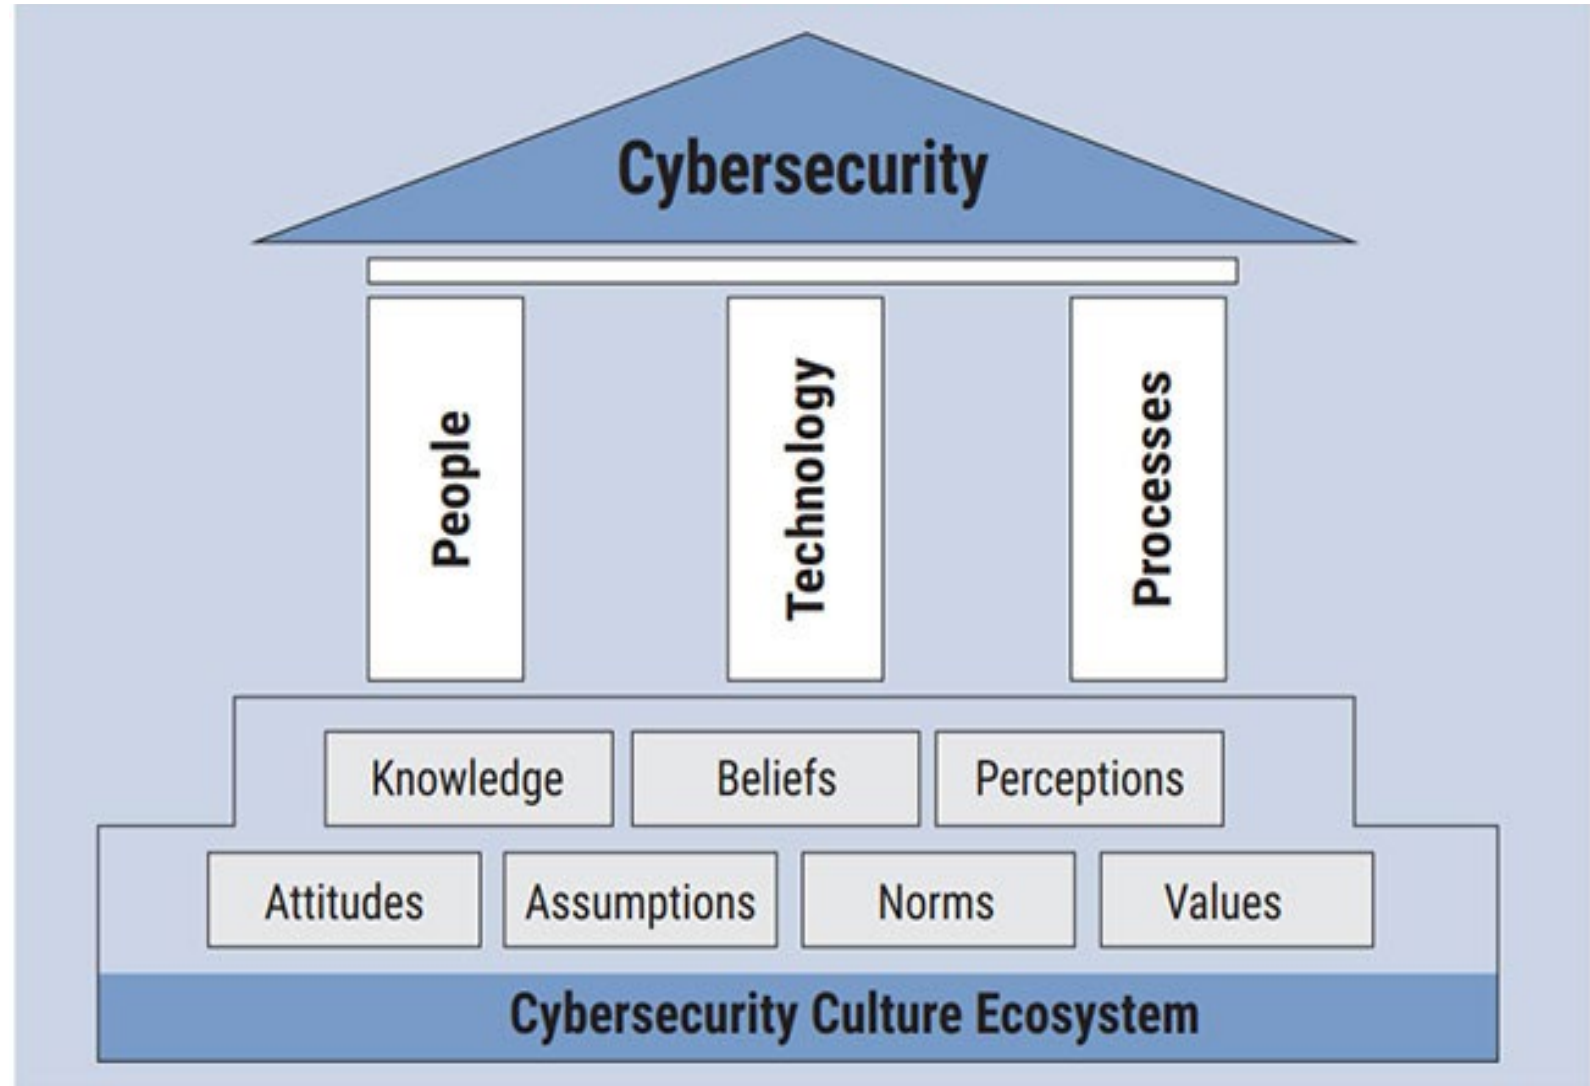 Cybersecurity
People
Technology
Processes
Knowledge
Beliefs
Perceptions
Attitudes
Assumptions
Norms
Values
Cybersecurity Culture Ecosystem